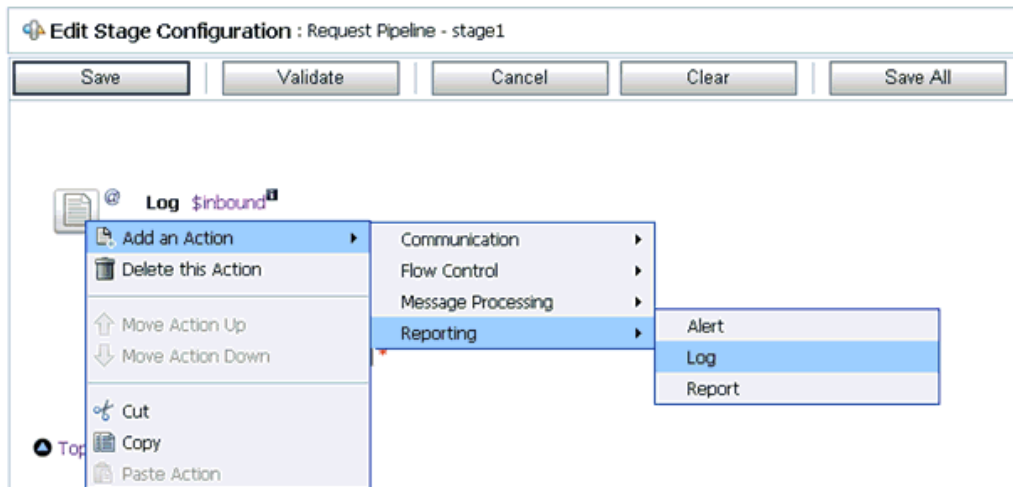 Edit Stage Configuration : Request Pipeline - stage1
Save Validate Cancel Clear Save All
@ Log $inbound
Add an Action
Communication
Delete this Action
Flow Control
Message Processing
Move Action Up
Reporting
Alert
Move Action Down
*
Log
Report
Cut
Top
Copy
Paste Action